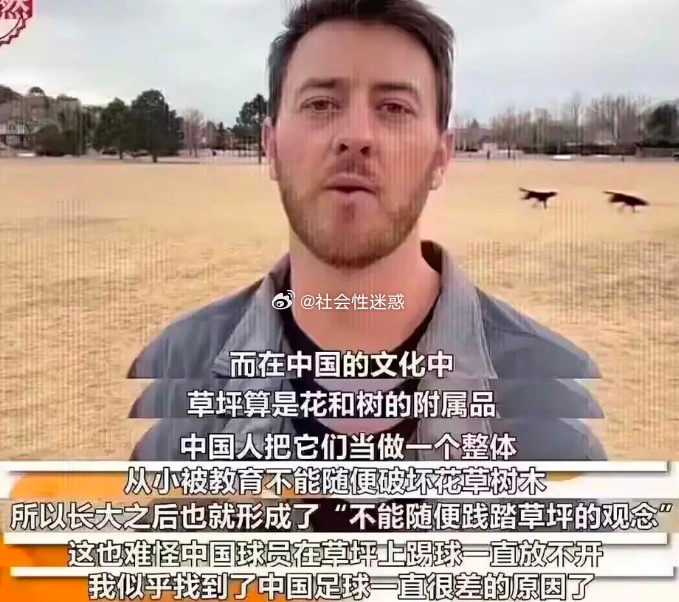 然
@社会性迷惑
而在中国的文化中
草坪算是花和树的附属品
中国人把它们当做一个整体
从小被教育不能随便破坏花草树木
所以长大之后也就形成了“不能随便践踏草坪的观念”
这也难怪中国球员在草坪上踢球一直放不开
我似乎找到了中国足球一直很差的原因了